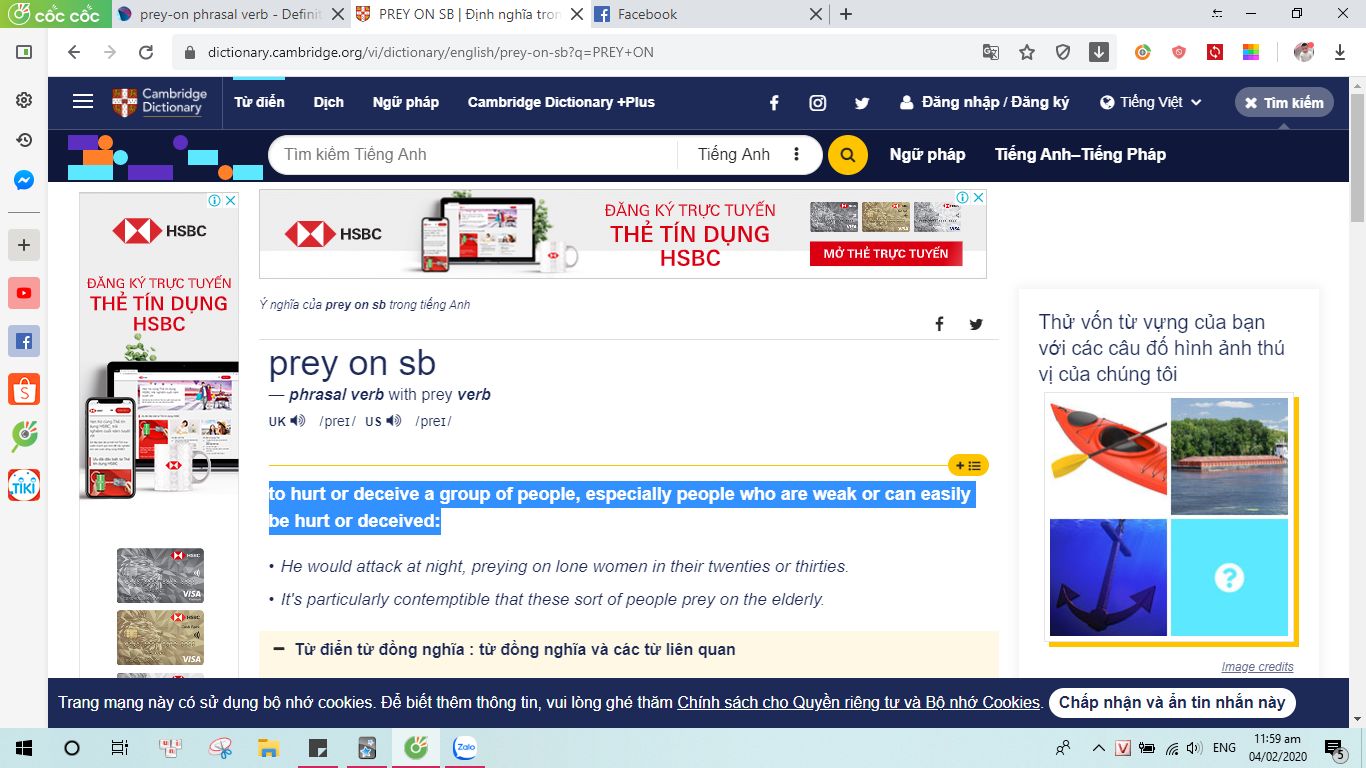 cốc cốc
prey-on phrasal verb - Definit
PREY ON SB | Định nghĩa tron
Facebook
dictionary.cambridge.org/vi/dictionary/english/prey-on-sb?q=PREY+ON
Cambridge
Dictionary
Từ điển
Dịch
Ngữ pháp
Cambridge Dictionary +Plus
Đăng nhập / Đăng ký
Tiếng Việt
Tìm kiếm
Tìm kiếm Tiếng Anh
Tiếng Anh
Ngữ pháp
Tiếng Anh–Tiếng Pháp
HSBC
ĐĂNG KÝ TRỰC TUYẾN
THẺ TÍN DỤNG
HSBC
HSBC
ĐĂNG KÝ TRỰC TUYẾN
THẺ TÍN DỤNG
HSBC
VISA
VISA
VISA
MỞ THẺ TRỰC TUYẾN
Ý nghĩa của prey on sb trong tiếng Anh
prey on sb
— phrasal verb with prey verb
UK /preɪ/ US /preɪ/
to hurt or deceive a group of people, especially people who are weak or can easily
be hurt or deceived:
• He would attack at night, preying on lone women in their twenties or thirties.
• It's particularly contemptible that these sort of people prey on the elderly.
Từ điển từ đồng nghĩa : từ đồng nghĩa và các từ liên quan
Thử vốn từ vựng của bạn
với các câu đố hình ảnh thú
vị của chúng tôi
?
Image credits
HSBC
VISA
HSBC
VISA
TIKI
Trang mạng này có sử dụng bộ nhớ cookies. Để biết thêm thông tin, vui lòng ghé thăm Chính sách cho Quyền riêng tư và Bộ nhớ Cookies.
Chấp nhận và ẩn tin nhắn này
Zalo
V
ENG
11:59 am
04/02/2020
5